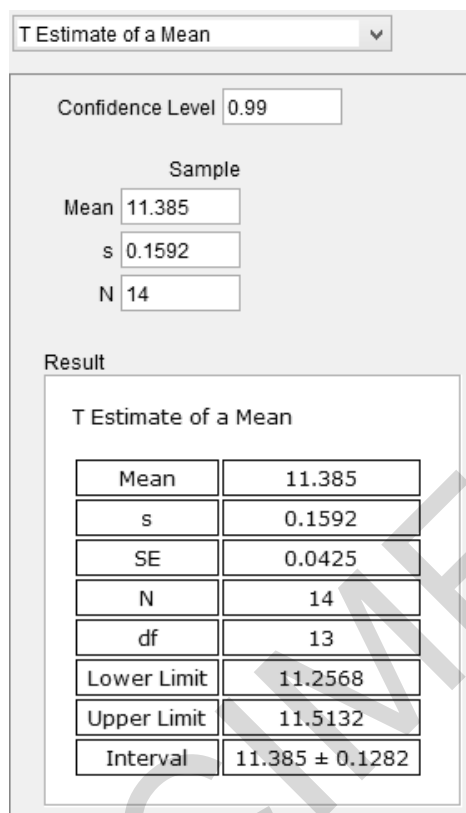 T Estimate of a Mean
Confidence Level 0.99
Sample
Mean 11.385
s 0.1592
N 14
Result
T Estimate of a Mean
Mean 11.385
s 0.1592
SE 0.0425
N 14
df 13
Lower Limit 11.2568
Upper Limit 11.5132
Interval 11.385 ± 0.1282